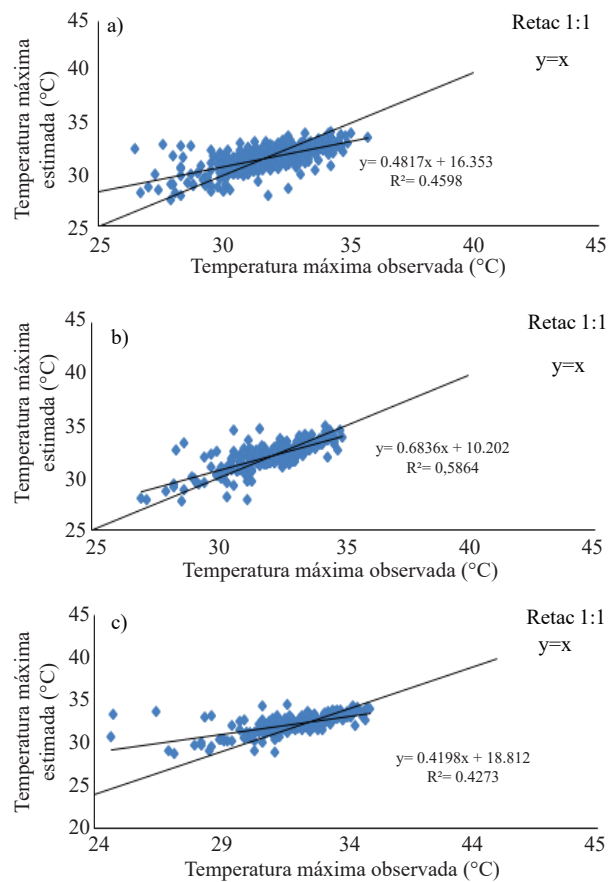 a)
Retac 1:1
y=x
Temperatura máxima
estimada (°C)
45
40
35
30
25
y= 0.4817x + 16.353
R²= 0.4598
25 30 35 40 45
Temperatura máxima observada (°C)
b)
Retac 1:1
y=x
Temperatura máxima
estimada (°C)
45
40
35
30
25
y= 0.6836x + 10.202
R²= 0,5864
25 30 35 40 45
Temperatura máxima observada (°C)
c)
Retac 1:1
y=x
Temperatura máxima
estimada (°C)
45
40
35
30
25
20
y= 0.4198x + 18.812
R²= 0.4273
24 29 34 44 45
Temperatura máxima observada (°C)